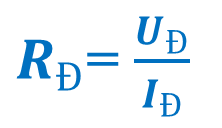 R_Đ = U_Đ / I_Đ